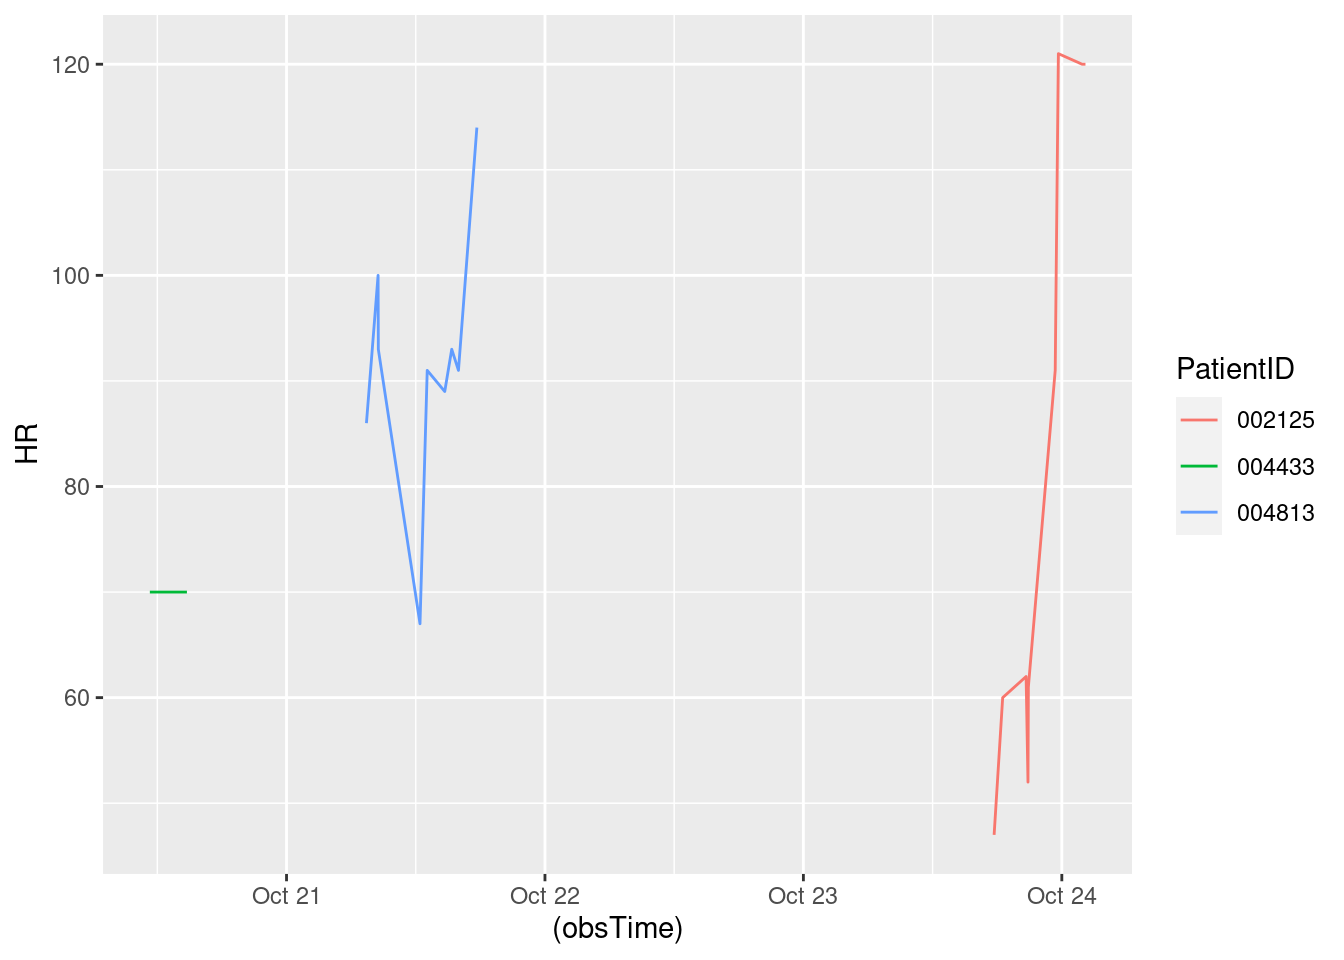 120
100
80
60
HR
Oct 21
Oct 22
Oct 23
Oct 24
(obsTime)
PatientID
002125
004433
004813